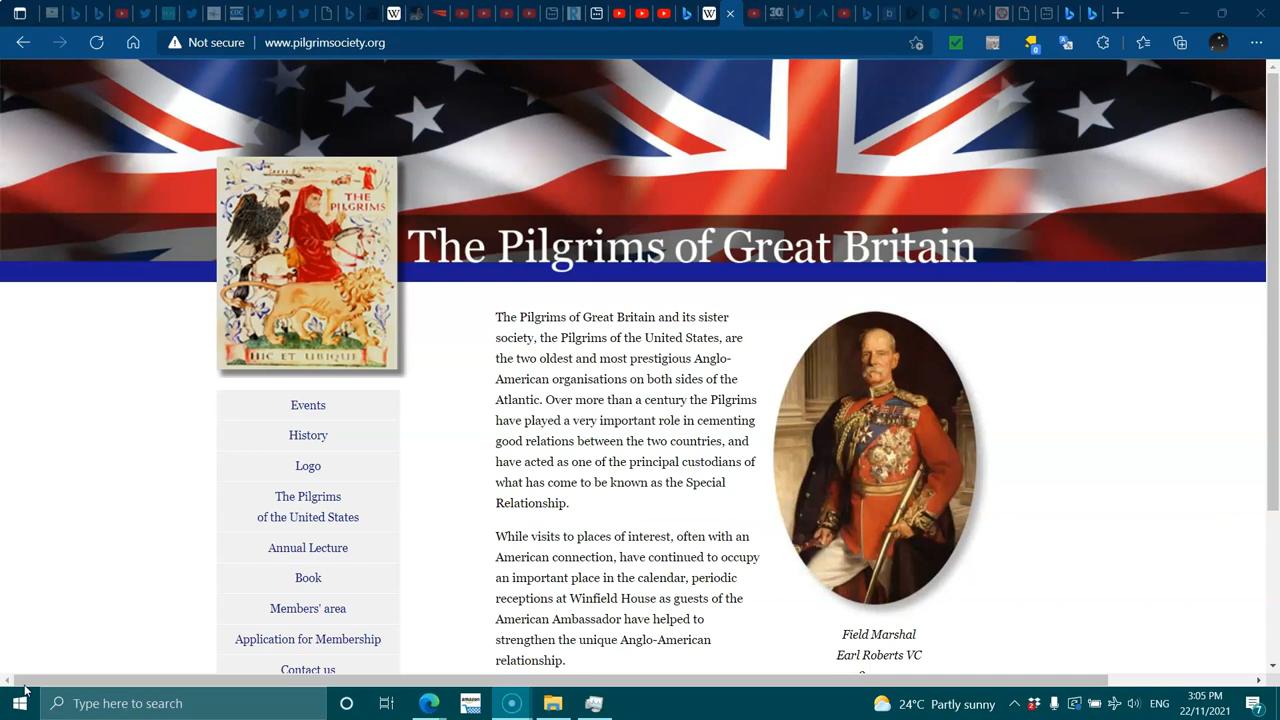 Not secure
www.pilgrimsociety.org
0
THE
PILGRIMS
HIC ET UBIQUE
The Pilgrims of Great Britain
Events
History
Logo
The Pilgrims
of the United States
Annual Lecture
Book
Members' area
Application for Membership
Contact us
The Pilgrims of Great Britain and its sister
society, the Pilgrims of the United States, are
the two oldest and most prestigious Anglo-
American organisations on both sides of the
Atlantic. Over more than a century the Pilgrims
have played a very important role in cementing
good relations between the two countries, and
have acted as one of the principal custodians of
what has come to be known as the Special
Relationship.
While visits to places of interest, often with an
American connection, have continued to occupy
an important place in the calendar, periodic
receptions at Winfield House as guests of the
American Ambassador have helped to
strengthen the unique Anglo-American
relationship.
Field Marshal
Earl Roberts VC
Type here to search
amazon
24°C Partly sunny
ENG
3:05 PM
22/11/2021
7